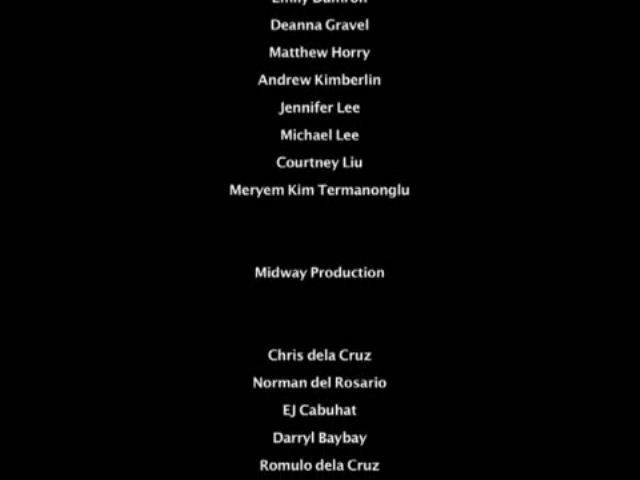 Emily Damron
Deanna Gravel
Matthew Horry
Andrew Kimberlin
Jennifer Lee
Michael Lee
Courtney Liu
Meryem Kim Termanonglu
Midway Production
Chris dela Cruz
Norman del Rosario
EJ Cabuhat
Darryl Baybay
Romulo dela Cruz